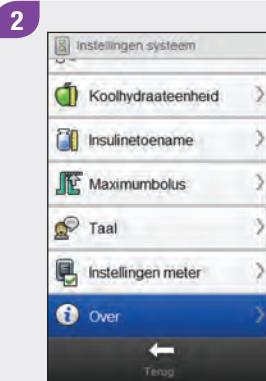 2
Instellingen systeem
Koolhydraateenheid
Insulinetoename
Maximumbolus
Taal
Instellingen meter
Over
Terug